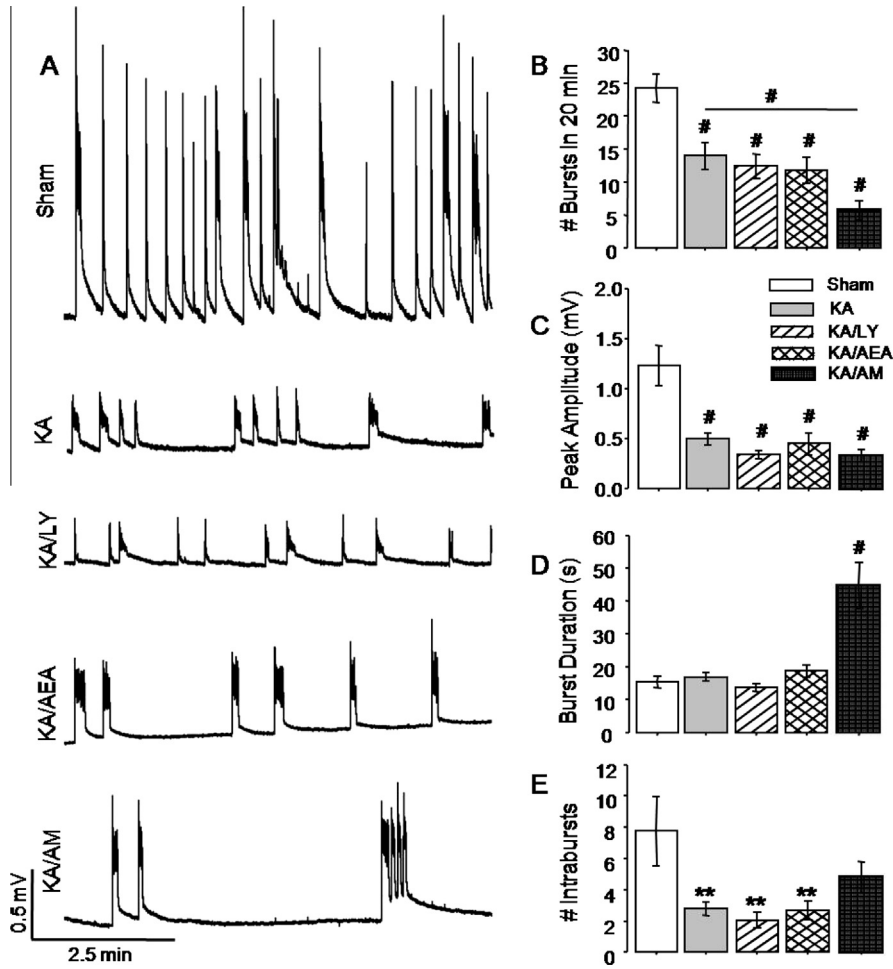 A
Sham
KA
KA/LY
KA/AEA
KA/AM
0.5 mV
2.5 min
B
# Bursts In 20 min
30
25
20
15
10
5
0
#
#
#
#
#
C
Peak Amplitude (mV)
2.0
1.5
1.0
0.5
0.0
#
#
#
#
Sham
KA
KA/LY
KA/AEA
KA/AM
D
Burst Duration (s)
60
50
40
30
20
10
0
#
E
# Intrabursts
12
10
8
6
4
2
0
**
**
**